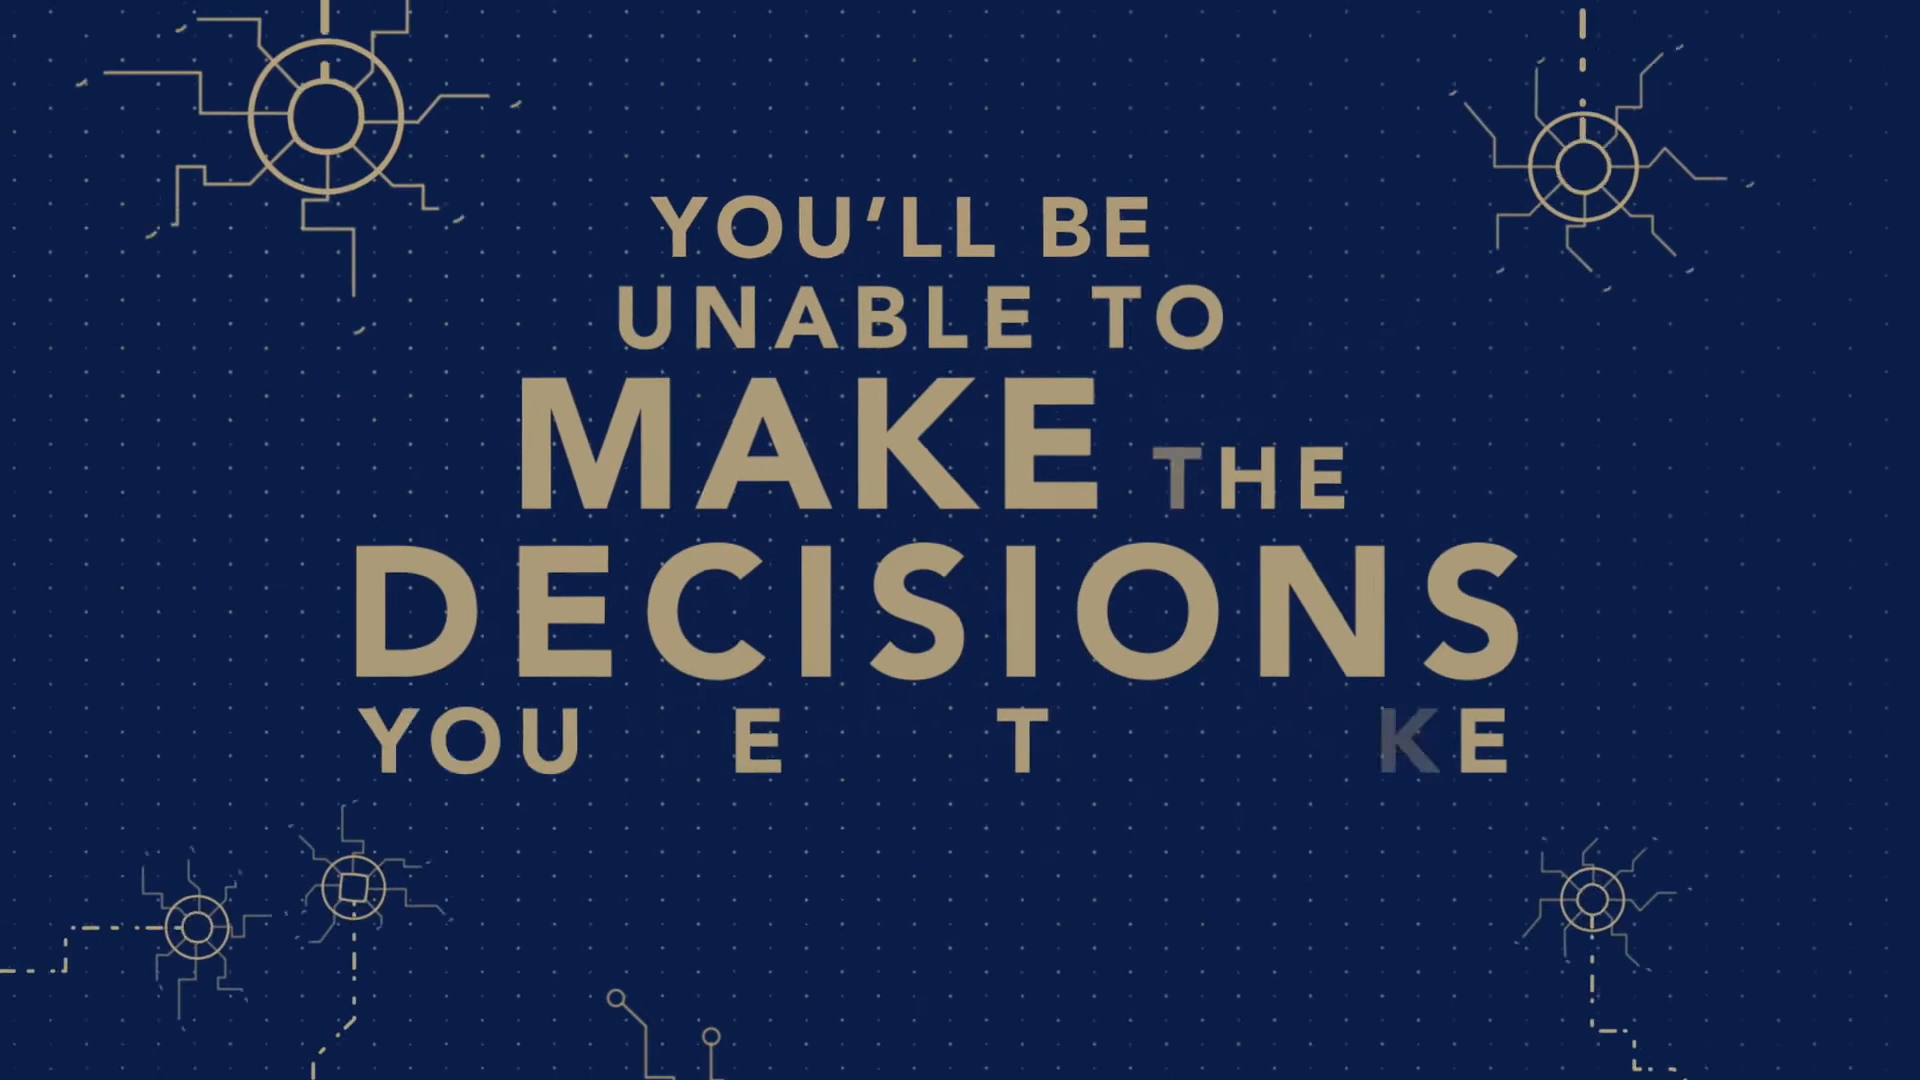 YOU’LL BE
UNABLE TO
MAKE THE
DECISIONS
YOU E T KE